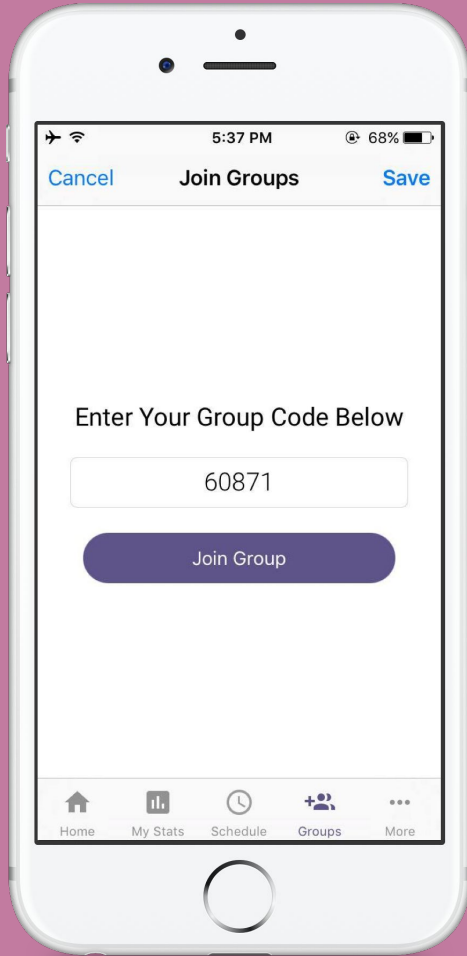 5:37 PM 68%
Cancel Join Groups Save
Enter Your Group Code Below
60871
Join Group
Home My Stats Schedule Groups More